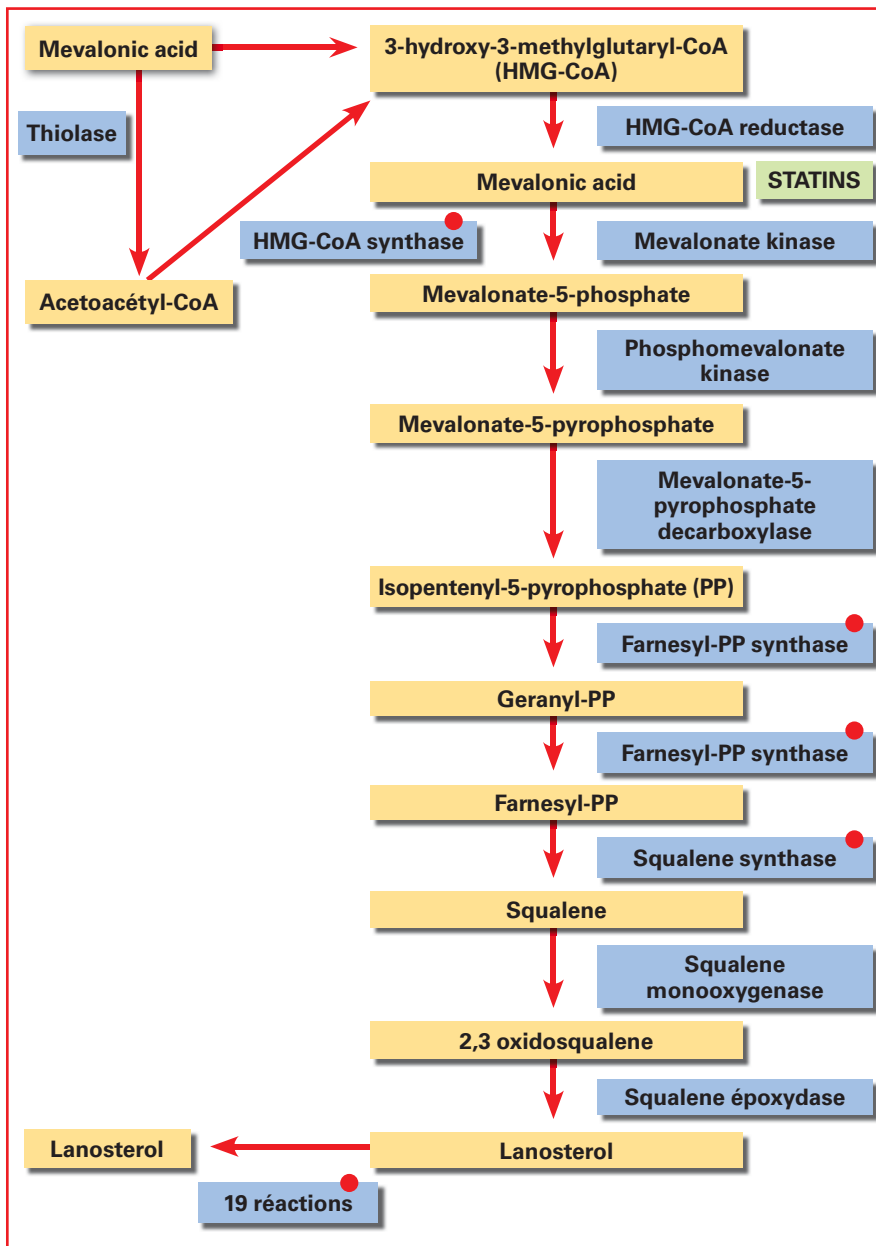 Mevalonic acid
3-hydroxy-3-methylglutaryl-CoA
(HMG-CoA)
Thiolase
HMG-CoA reductase
Mevalonic acid
STATINS
HMG-CoA synthase
Mevalonate kinase
Acetoacétyl-CoA
Mevalonate-5-phosphate
Phosphomevalonate
kinase
Mevalonate-5-pyrophosphate
Mevalonate-5-
pyrophosphate
decarboxylase
Isopentenyl-5-pyrophosphate (PP)
Farnesyl-PP synthase
Geranyl-PP
Farnesyl-PP synthase
Farnesyl-PP
Squalene synthase
Squalene
Squalene
monooxygenase
2,3 oxidosqualene
Squalene époxydase
Lanosterol
Lanosterol
19 réactions